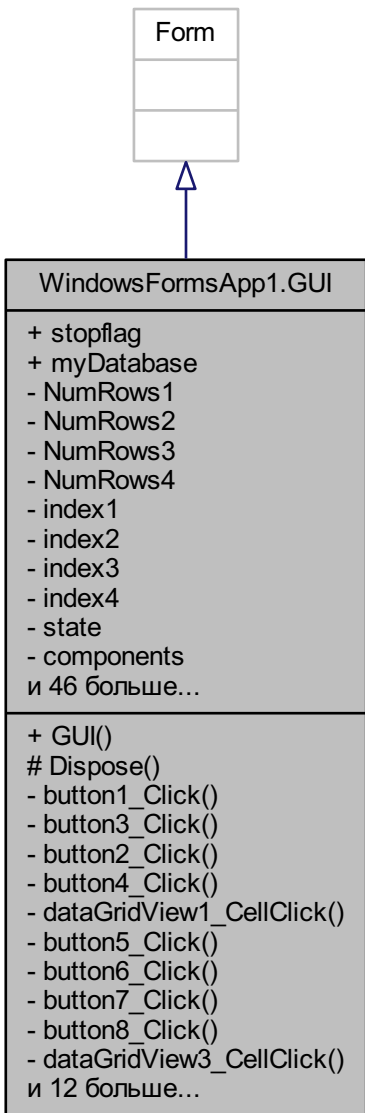 Form
WindowsFormsApp1.GUI
+ stopflag
+ myDatabase
- NumRows1
- NumRows2
- NumRows3
- NumRows4
- index1
- index2
- index3
- index4
- state
- components
и 46 больше...
+ GUI()
# Dispose()
- button1_Click()
- button3_Click()
- button2_Click()
- button4_Click()
- dataGridView1_CellClick()
- button5_Click()
- button6_Click()
- button7_Click()
- button8_Click()
- dataGridView3_CellClick()
и 12 больше...